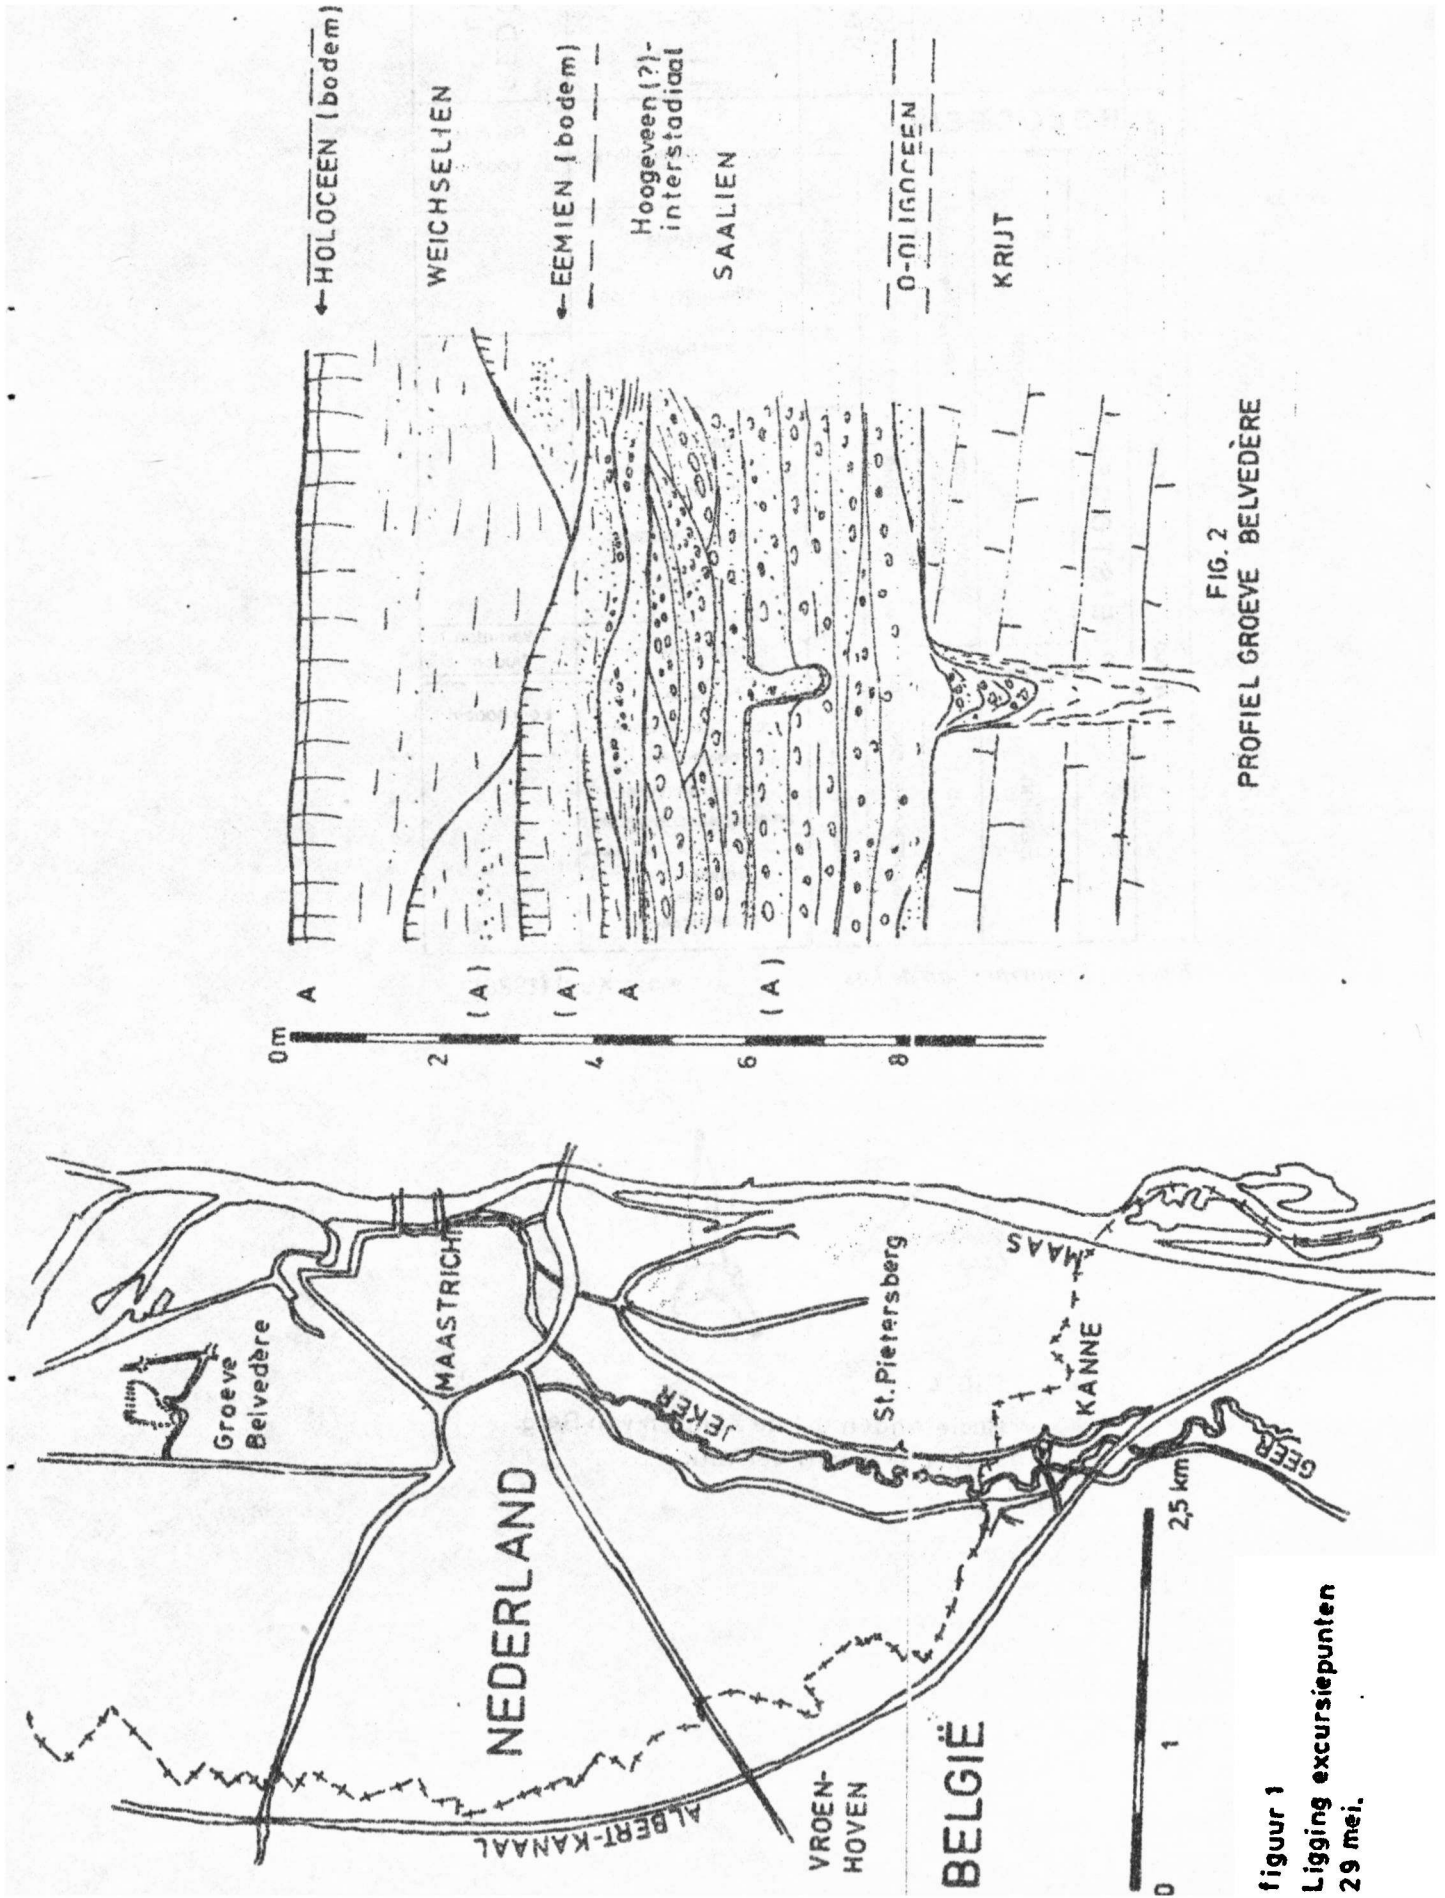 NEDERLAND
BELGIË
VROEN-
HOVEN
ALBERT-KANAAL
Groeve
Belvedère
MAASTRICHT
JEKER
St. Pietersberg
KANNE
MAAS
GEER
0
1
2,5 km
figuur 1
Ligging excursiepunten
29 mei.
0m
2
4
6
8
A
(A)
(A)
A
(A)
←HOLOCEEN (bodem)
WEICHSELIEN
←EEMIEN (bodem)
Hoogeveen(?)-
interstadiaal
SAALIEN
O-OLIGOCEEN
KRIJT
FIG. 2
PROFIEL GROEVE BELVEDÈRE